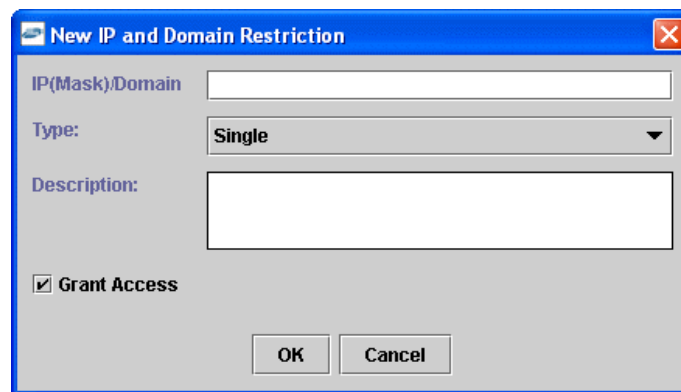 New IP and Domain Restriction
IP(Mask)/Domain
Type:
Single
Description:
Grant Access
OK
Cancel